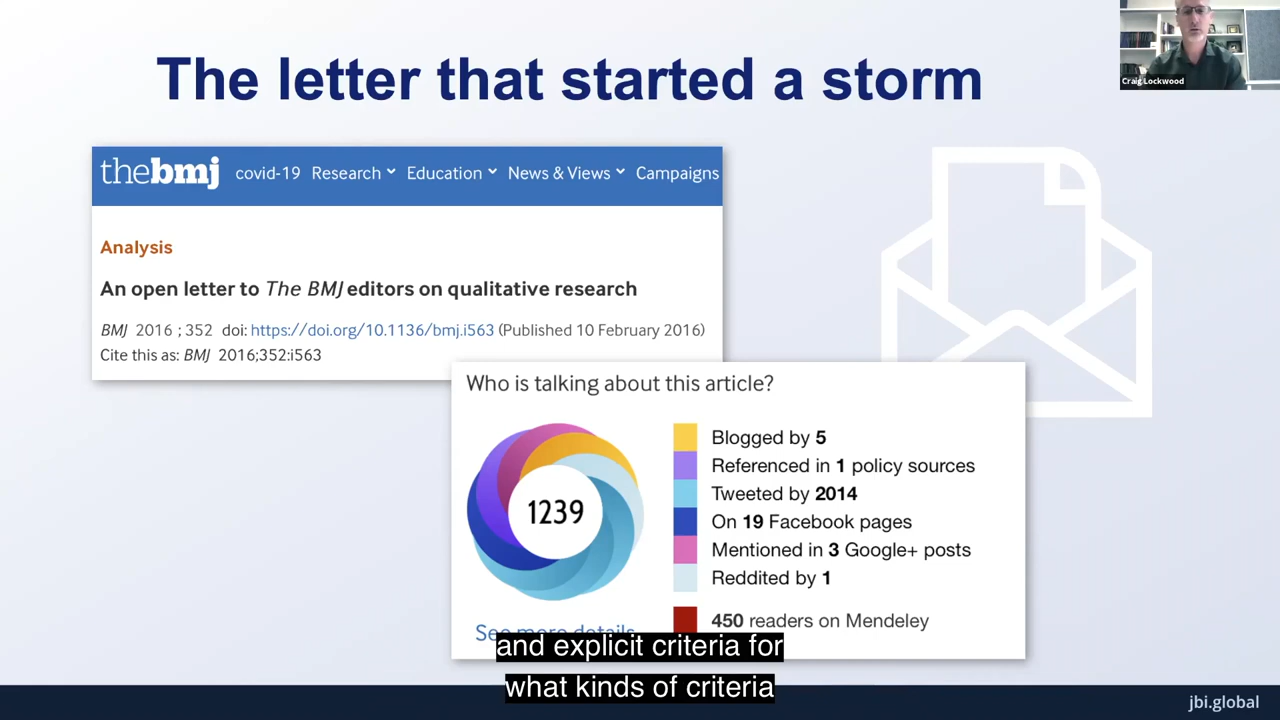 The letter that started a storm
Craig Lockwood
thebmj covid-19 Research Education News & Views Campaigns
Analysis
An open letter to The BMJ editors on qualitative research
BMJ 2016 ; 352 doi: https://doi.org/10.1136/bmj.i563 (Published 10 February 2016)
Cite this as: BMJ 2016;352:i563
Who is talking about this article?
1239
Blogged by 5
Referenced in 1 policy sources
Tweeted by 2014
On 19 Facebook pages
Mentioned in 3 Google+ posts
Reddited by 1
450 readers on Mendeley
See more details
and explicit criteria for
what kinds of criteria
jbi.global